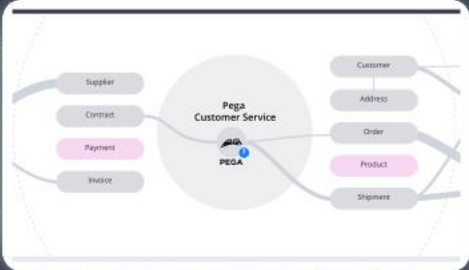 Supplier
Contract
Payment
Invoice
Pega
Customer Service
PEGA
Customer
Address
Order
Product
Shipment